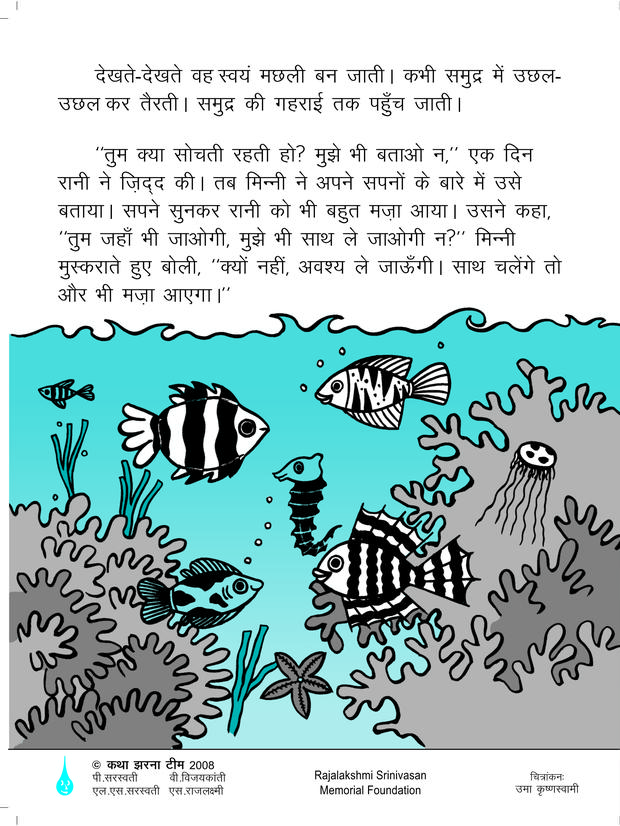 देखते-देखते वह स्वयं मछली बन जाती। कभी समुद्र में उछल-
उछल कर तैरती। समुद्र की गहराई तक पहुँच जाती।
"तुम क्या सोचती रहती हो? मुझे भी बताओ न," एक दिन
रानी ने ज़िद्द की। तब मिन्नी ने अपने सपनों के बारे में उसे
बताया। सपने सुनकर रानी को भी बहुत मज़ा आया। उसने कहा,
"तुम जहाँ भी जाओगी, मुझे भी साथ ले जाओगी न?" मिन्नी
मुस्कराते हुए बोली, "क्यों नहीं, अवश्य ले जाऊँगी। साथ चलेंगे तो
और भी मज़ा आएगा।"
© कथा झरना टीम 2008
पी.सरस्वती वी.विजयकांती
एल.एस.सरस्वती एस.राजलक्ष्मी
Rajalakshmi Srinivasan
Memorial Foundation
चित्रांकनः
उमा कृष्णस्वामी